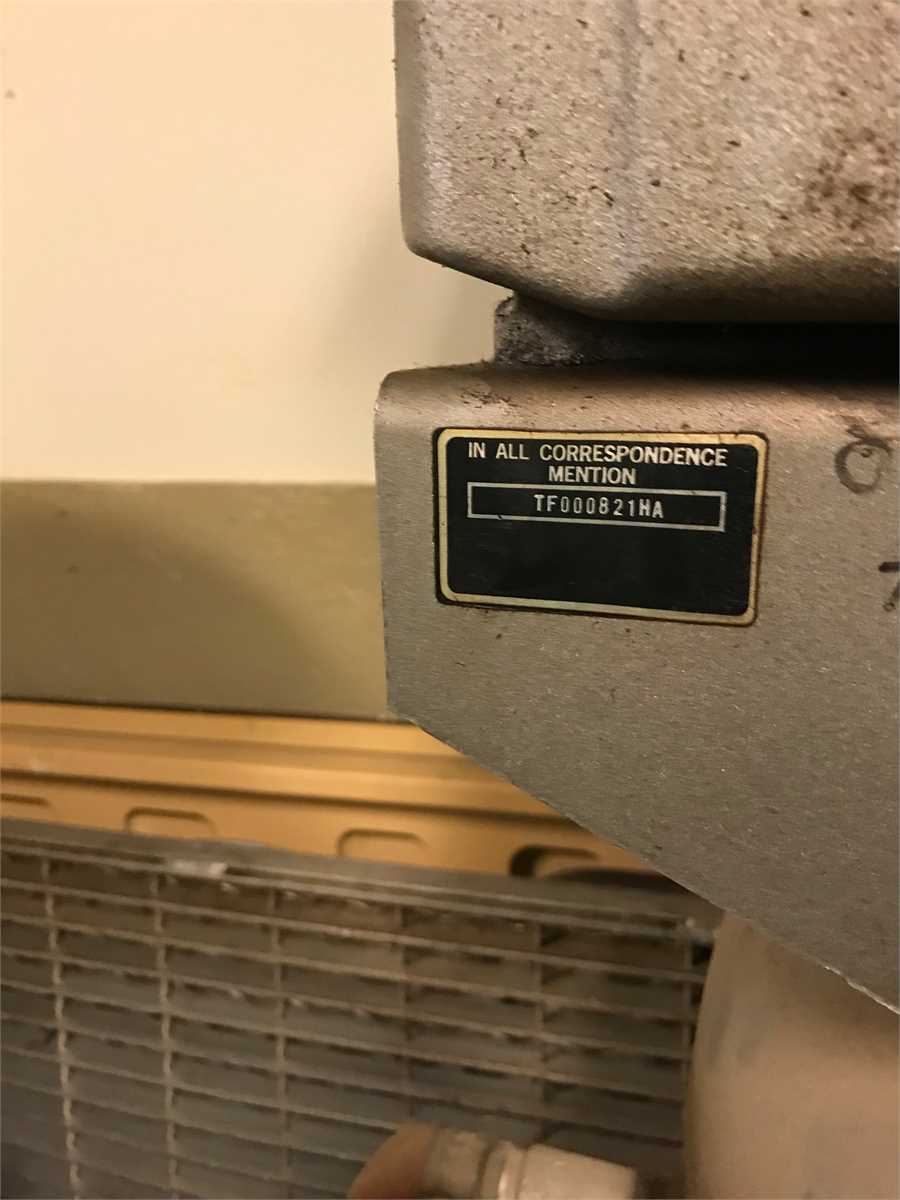 IN ALL CORRESPONDENCE
MENTION
TF000821HA